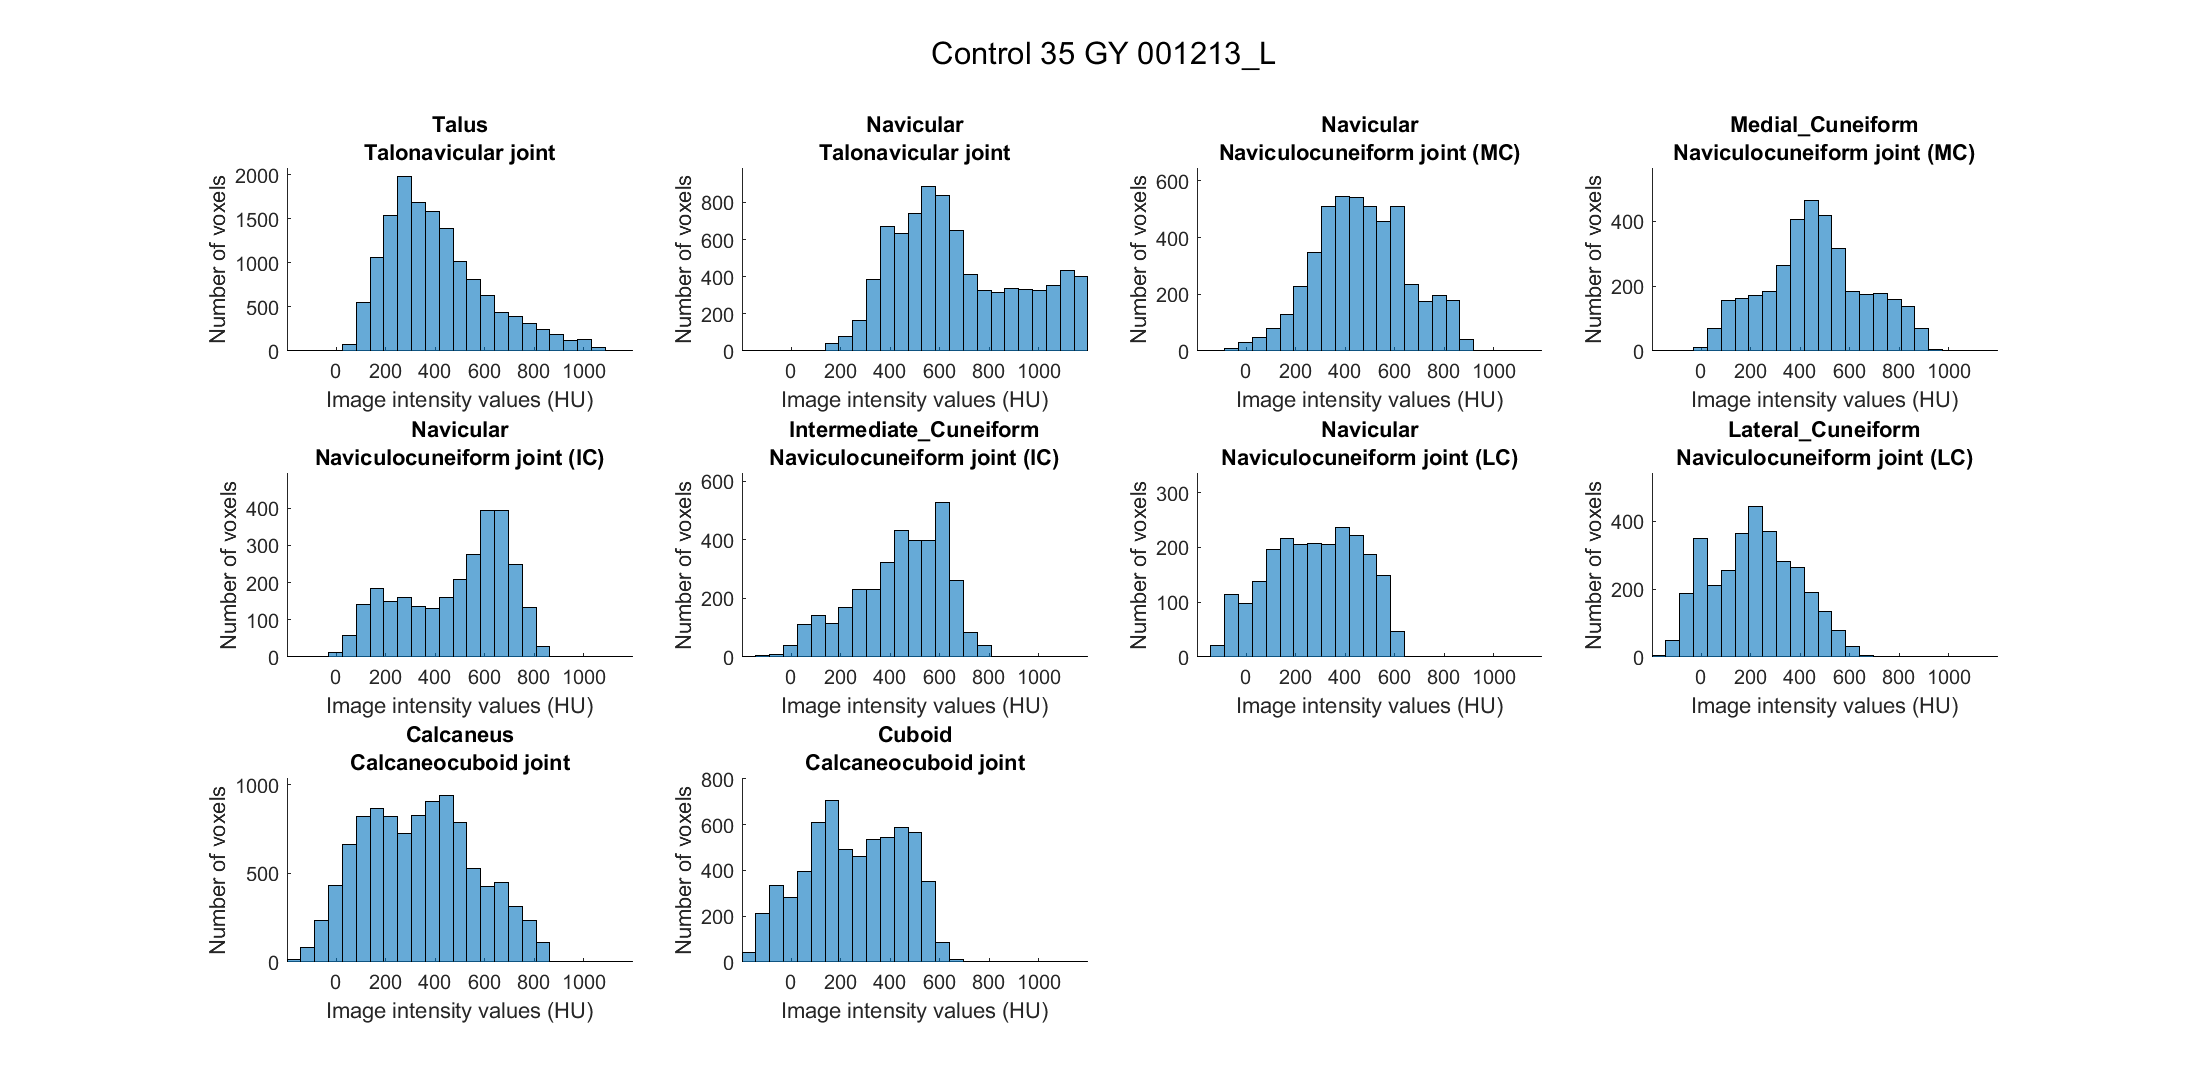 Control 35 GY 001213_L
Talus
Talonavicular joint
Number of voxels
2000
1500
1000
500
0
0 200 400 600 800 1000
Image intensity values (HU)
Navicular
Talonavicular joint
Number of voxels
800
600
400
200
0
0 200 400 600 800 1000
Image intensity values (HU)
Navicular
Naviculocuneiform joint (MC)
Number of voxels
600
400
200
0
0 200 400 600 800 1000
Image intensity values (HU)
Medial_Cuneiform
Naviculocuneiform joint (MC)
Number of voxels
400
200
0
0 200 400 600 800 1000
Image intensity values (HU)
Navicular
Naviculocuneiform joint (IC)
Number of voxels
400
300
200
100
0
0 200 400 600 800 1000
Image intensity values (HU)
Intermediate_Cuneiform
Naviculocuneiform joint (IC)
Number of voxels
600
400
200
0
0 200 400 600 800 1000
Image intensity values (HU)
Navicular
Naviculocuneiform joint (LC)
Number of voxels
300
200
100
0
0 200 400 600 800 1000
Image intensity values (HU)
Lateral_Cuneiform
Naviculocuneiform joint (LC)
Number of voxels
400
200
0
0 200 400 600 800 1000
Image intensity values (HU)
Calcaneus
Calcaneocuboid joint
Number of voxels
1000
500
0
0 200 400 600 800 1000
Image intensity values (HU)
Cuboid
Calcaneocuboid joint
Number of voxels
800
600
400
200
0
0 200 400 600 800 1000
Image intensity values (HU)